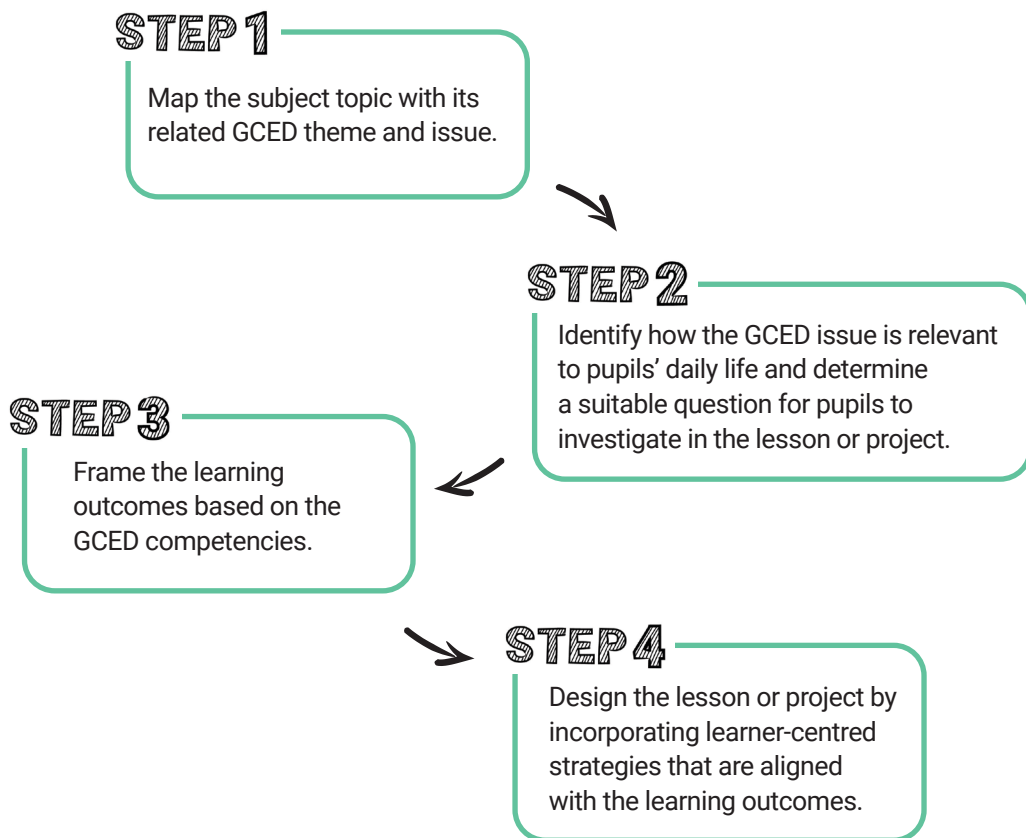 STEP 1
Map the subject topic with its
related GCED theme and issue.
STEP 2
Identify how the GCED issue is relevant
to pupils’ daily life and determine
a suitable question for pupils to
investigate in the lesson or project.
STEP 3
Frame the learning
outcomes based on the
GCED competencies.
STEP 4
Design the lesson or project by
incorporating learner-centred
strategies that are aligned
with the learning outcomes.